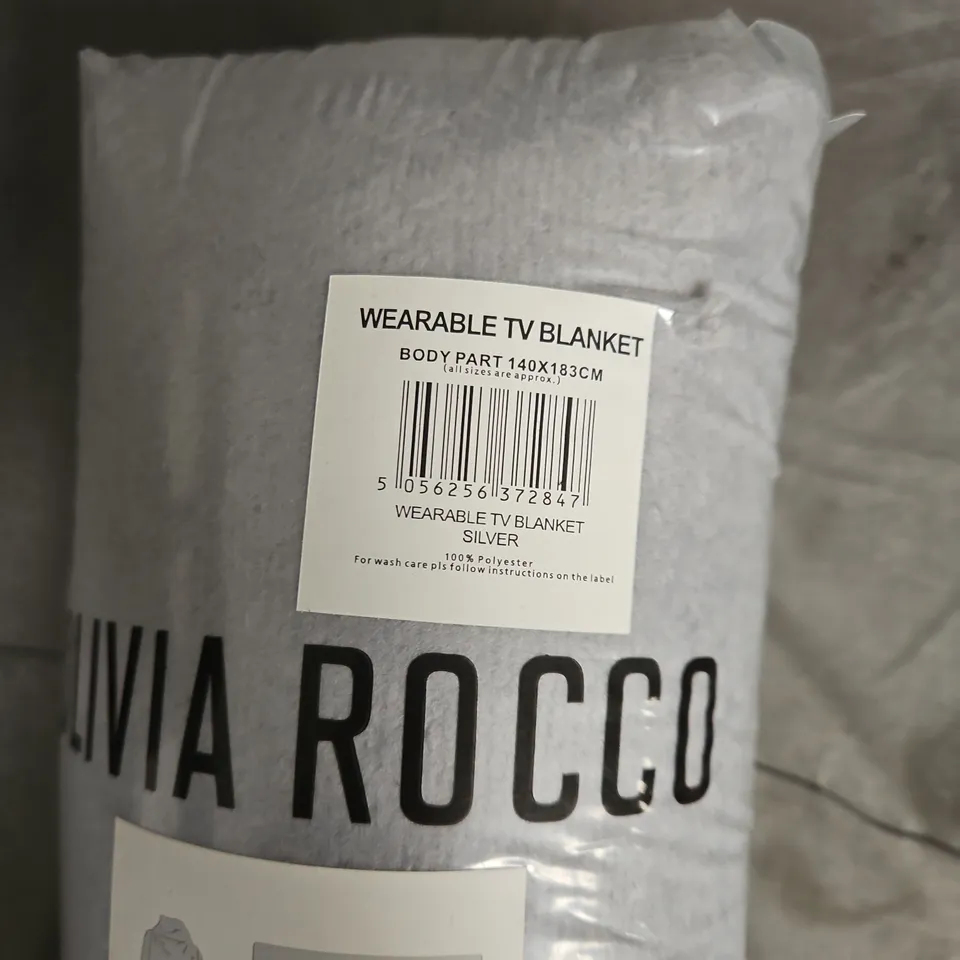 WEARABLE TV BLANKET
BODY PART 140X183CM
(all sizes are approx.)
5 056256 372847
WEARABLE TV BLANKET
SILVER
100% Polyester
For wash care pls follow instructions on the label
LIVIA ROCCO